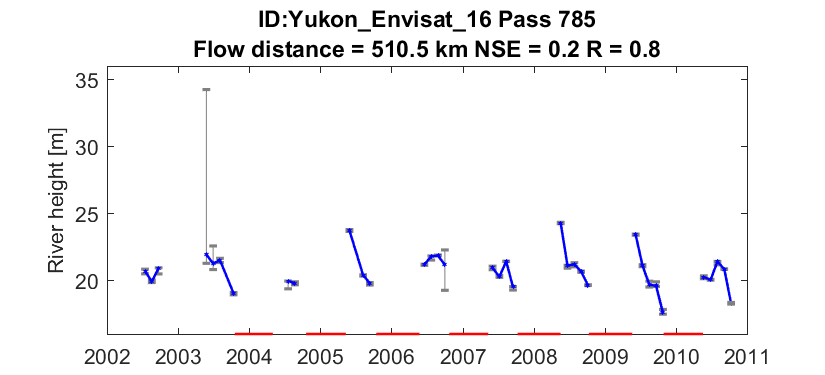 ID:Yukon_Envisat_16 Pass 785
Flow distance = 510.5 km NSE = 0.2 R = 0.8
River height [m]
35
30
25
20
2002 2003 2004 2005 2006 2007 2008 2009 2010 2011